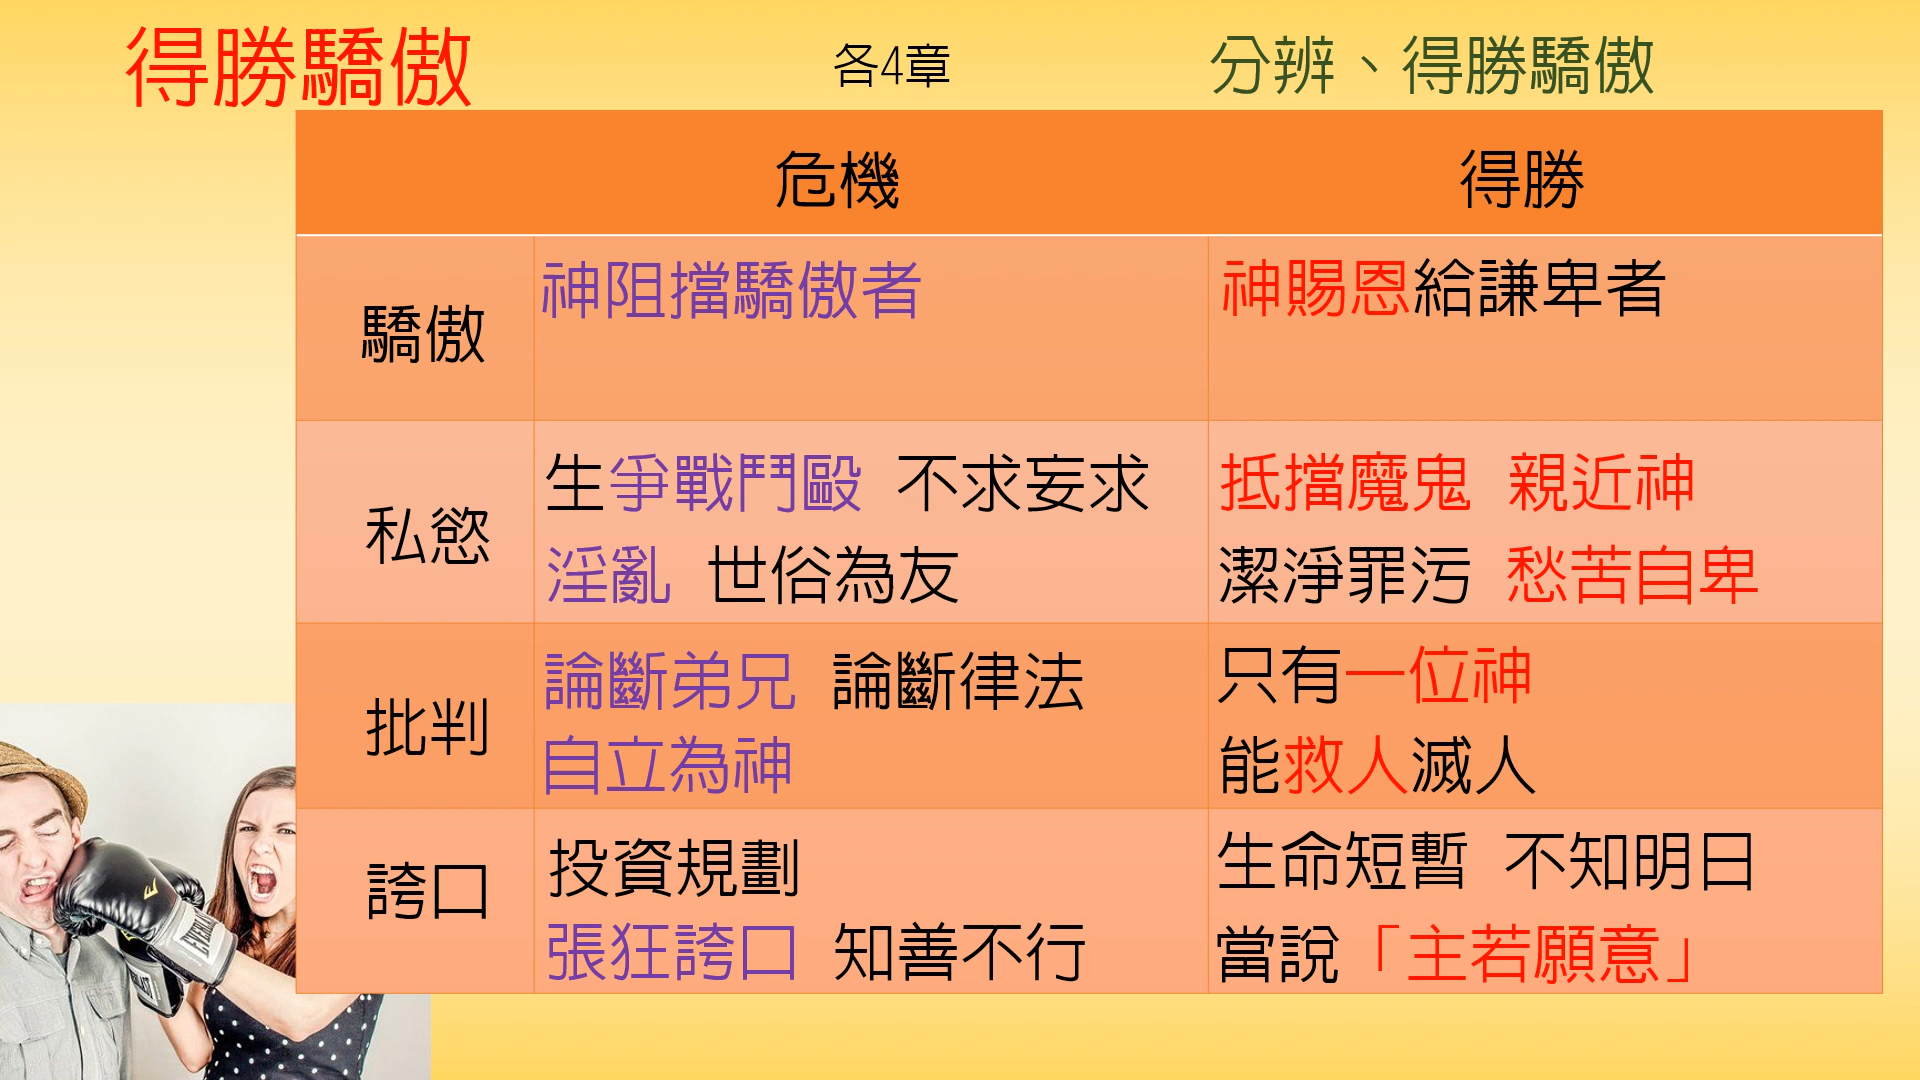 得勝驕傲 各4章 分辨、得勝驕傲
危機 得勝
驕傲
神阻擋驕傲者
神賜恩給謙卑者
私慾
生爭戰鬥毆 不求妄求
淫亂 世俗為友
抵擋魔鬼 親近神
潔淨罪污 愁苦自卑
批判
論斷弟兄 論斷律法
自立為神
只有一位神
能救人滅人
誇口
投資規劃
張狂誇口 知善不行
生命短暫 不知明日
當說「主若願意」
EVERLAST